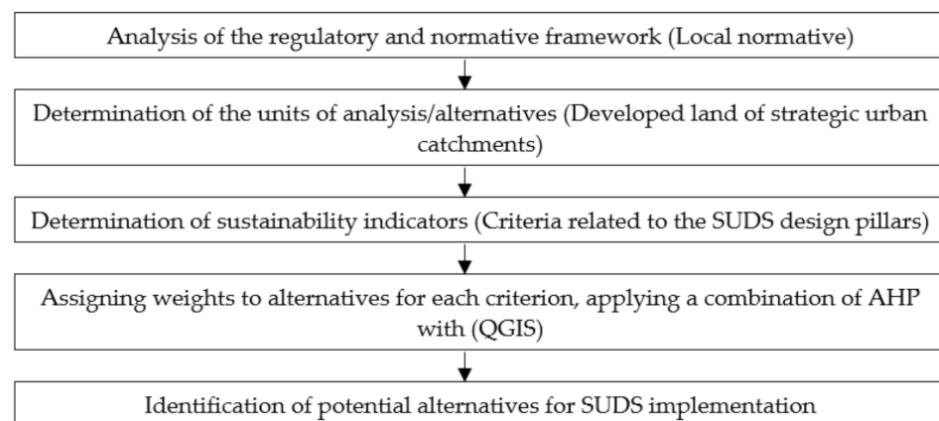 Analysis of the regulatory and normative framework (Local normative)
Determination of the units of analysis/alternatives (Developed land of strategic urban
catchments)
Determination of sustainability indicators (Criteria related to the SUDS design pillars)
Assigning weights to alternatives for each criterion, applying a combination of AHP
with (QGIS)
Identification of potential alternatives for SUDS implementation